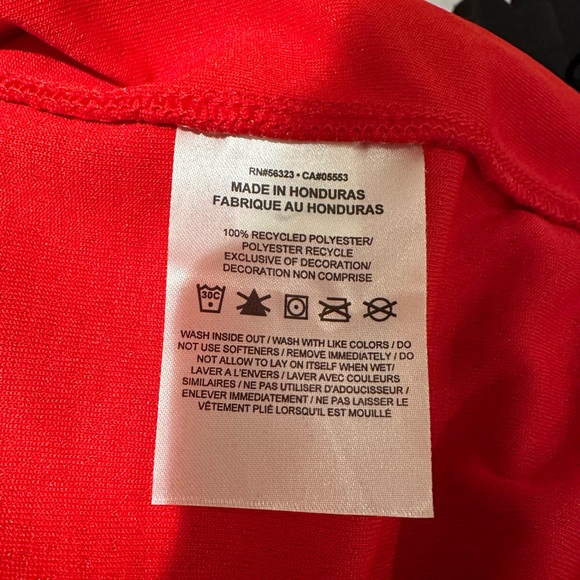 RN#56323 • CA#05553
MADE IN HONDURAS
FABRIQUE AU HONDURAS
100% RECYCLED POLYESTER/
POLYESTER RECYCLE
EXCLUSIVE OF DECORATION/
DECORATION NON COMPRISE
30C
WASH INSIDE OUT / WASH WITH LIKE COLORS / DO
NOT USE SOFTENERS / REMOVE IMMEDIATELY / DO
NOT ALLOW TO LAY ON ITSELF WHEN WET/
LAVER A L'ENVERS / LAVER AVEC COULEURS
SIMILAIRES / NE PAS UTILISER D'ADOUCISSEUR /
ENLEVER IMMEDIATEMENT / NE PAS LAISSER LE
VÊTEMENT PLIÉ LORSQU'IL EST MOUILLÉ